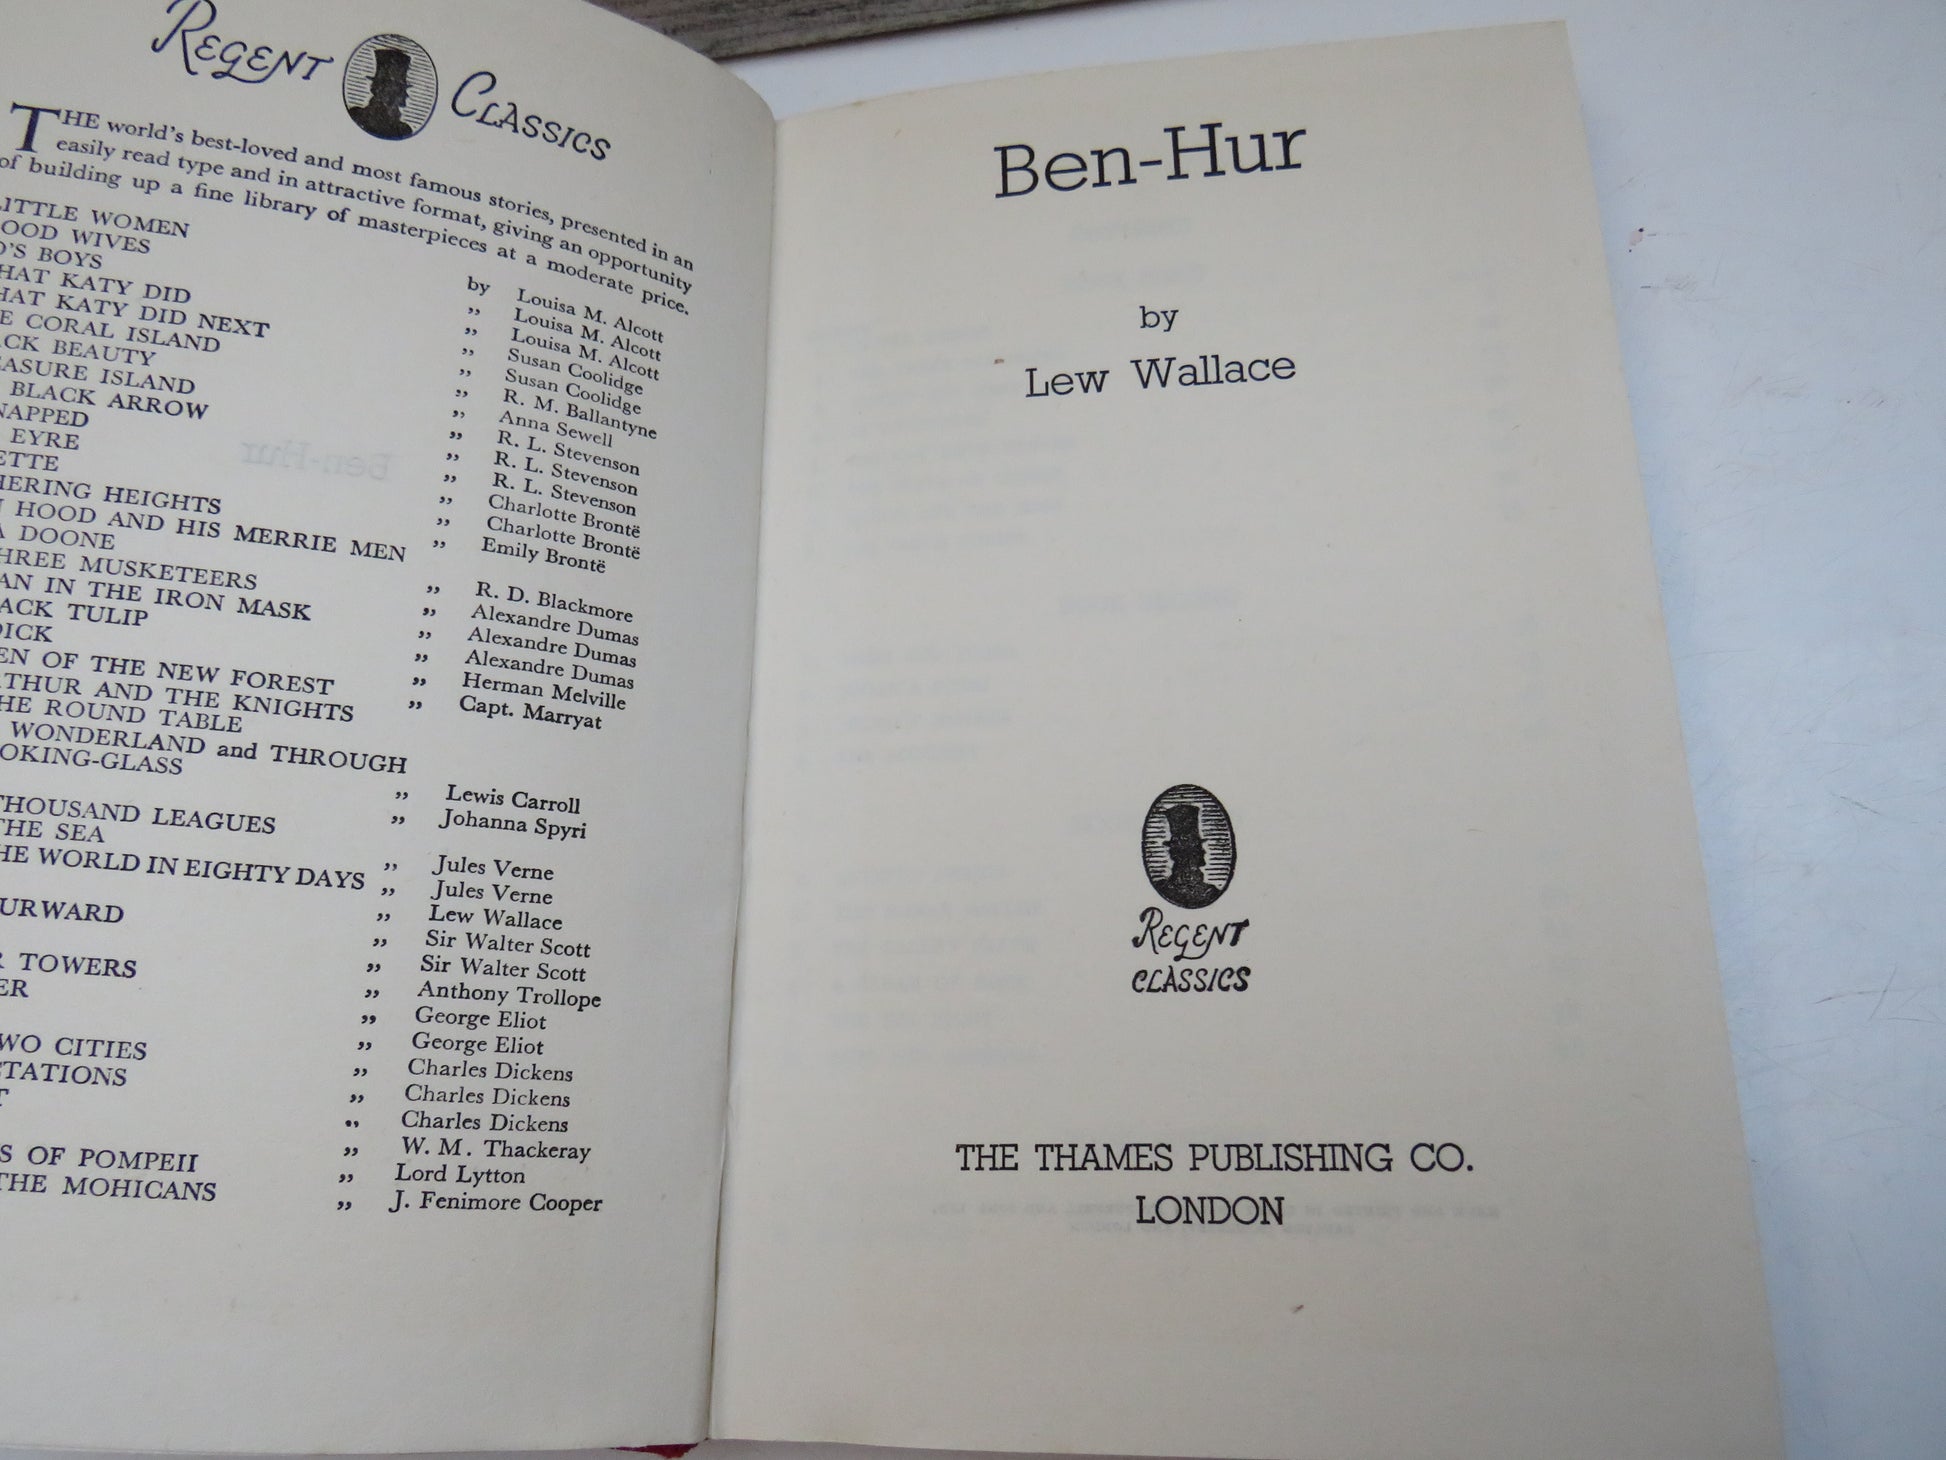 REGENT CLASSICS
THE world's best-loved and most famous stories, presented in an
easily read type and in attractive format, giving an opportunity
of building up a fine library of masterpieces at a moderate price.
LITTLE WOMEN by Louisa M. Alcott
OOD WIVES ,, Louisa M. Alcott
O'S BOYS ,, Louisa M. Alcott
HAT KATY DID ,, Susan Coolidge
HAT KATY DID NEXT ,, Susan Coolidge
E CORAL ISLAND ,, R. M. Ballantyne
CK BEAUTY ,, Anna Sewell
EASURE ISLAND ,, R. L. Stevenson
BLACK ARROW ,, R. L. Stevenson
NAPPED ,, R. L. Stevenson
EYRE ,, Charlotte Brontë
ETTE ,, Charlotte Brontë
HERING HEIGHTS ,, Emily Brontë
HOOD AND HIS MERRIE MEN
A DOONE ,, R. D. Blackmore
HREE MUSKETEERS ,, Alexandre Dumas
AN IN THE IRON MASK ,, Alexandre Dumas
ACK TULIP ,, Alexandre Dumas
DICK ,, Herman Melville
EN OF THE NEW FOREST ,, Capt. Marryat
RTHUR AND THE KNIGHTS
HE ROUND TABLE
WONDERLAND and THROUGH
OKING-GLASS ,, Lewis Carroll
,, Johanna Spyri
THOUSAND LEAGUES
THE SEA ,, Jules Verne
HE WORLD IN EIGHTY DAYS ,, Jules Verne
,, Lew Wallace
URWARD ,, Sir Walter Scott
,, Sir Walter Scott
R TOWERS ,, Anthony Trollope
ER ,, George Eliot
,, George Eliot
WO CITIES ,, Charles Dickens
CTATIONS ,, Charles Dickens
T ,, Charles Dickens
,, W. M. Thackeray
S OF POMPEII ,, Lord Lytton
THE MOHICANS ,, J. Fenimore Cooper
Ben-Hur
by
Lew Wallace
REGENT
CLASSICS
THE THAMES PUBLISHING CO.
LONDON